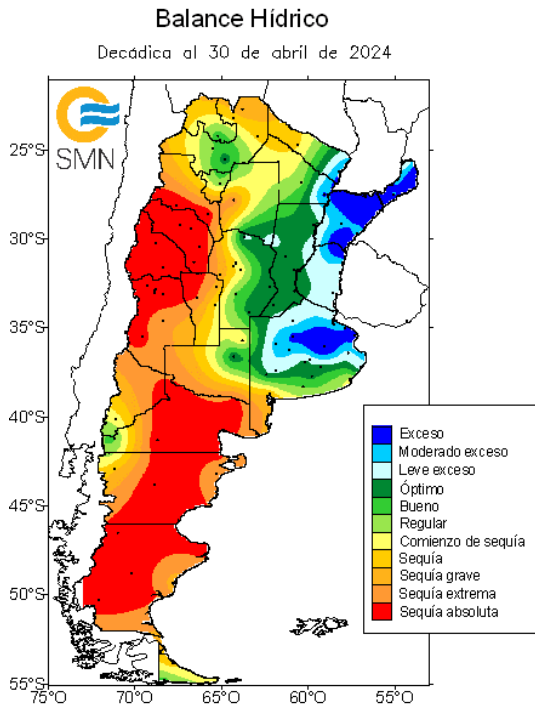 Balance Hídrico
Decádica al 30 de abril de 2024
SMN
25°S
30°S
35°S
40°S
45°S
50°S
55°S
75°O
70°O
65°O
60°O
55°O
Exceso
Moderado exceso
Leve exceso
Óptimo
Bueno
Regular
Comienzo de sequía
Sequía
Sequía grave
Sequía extrema
Sequía absoluta